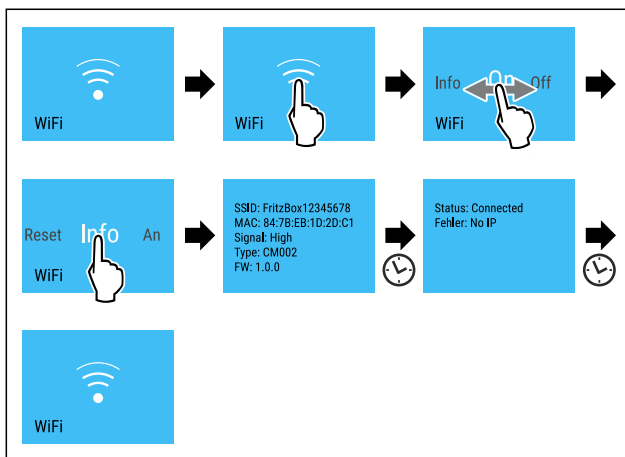 WiFi
WiFi
Info On Off
WiFi
Reset Info An
WiFi
SSID: FritzBox12345678
MAC: 84:7B:EB:1D:2D:C1
Signal: High
Type: CM002
FW: 1.0.0
Status: Connected
Fehler: No IP
WiFi